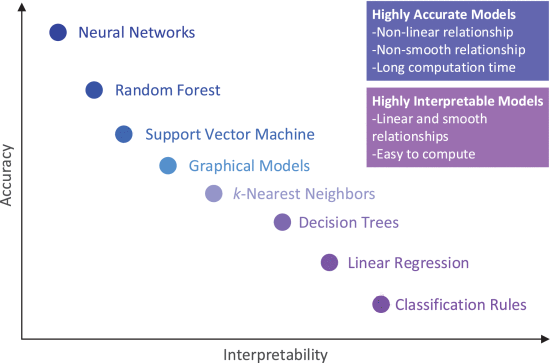 Highly Accurate Models
-Non-linear relationship
-Non-smooth relationship
-Long computation time
Highly Interpretable Models
-Linear and smooth
relationships
-Easy to compute
Neural Networks
Random Forest
Support Vector Machine
Graphical Models
k-Nearest Neighbors
Decision Trees
Linear Regression
Classification Rules
Accuracy
Interpretability